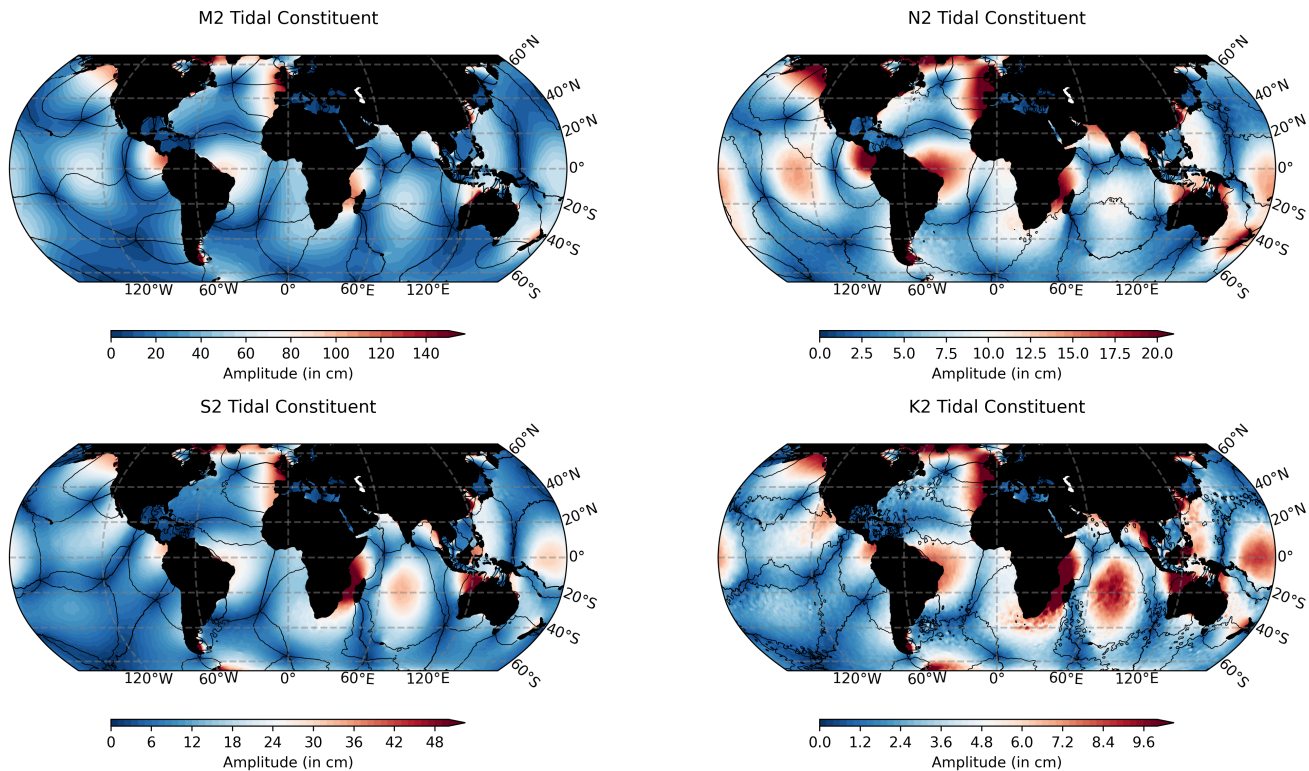 M2 Tidal Constituent
60°N
40°N
20°N
0°
20°S
40°S
60°S
120°W 60°W 0° 60°E 120°E
0 20 40 60 80 100 120 140
Amplitude (in cm)
N2 Tidal Constituent
60°N
40°N
20°N
0°
20°S
40°S
60°S
120°W 60°W 0° 60°E 120°E
0.0 2.5 5.0 7.5 10.0 12.5 15.0 17.5 20.0
Amplitude (in cm)
S2 Tidal Constituent
60°N
40°N
20°N
0°
20°S
40°S
60°S
120°W 60°W 0° 60°E 120°E
0 6 12 18 24 30 36 42 48
Amplitude (in cm)
K2 Tidal Constituent
60°N
40°N
20°N
0°
20°S
40°S
60°S
120°W 60°W 0° 60°E 120°E
0.0 1.2 2.4 3.6 4.8 6.0 7.2 8.4 9.6
Amplitude (in cm)